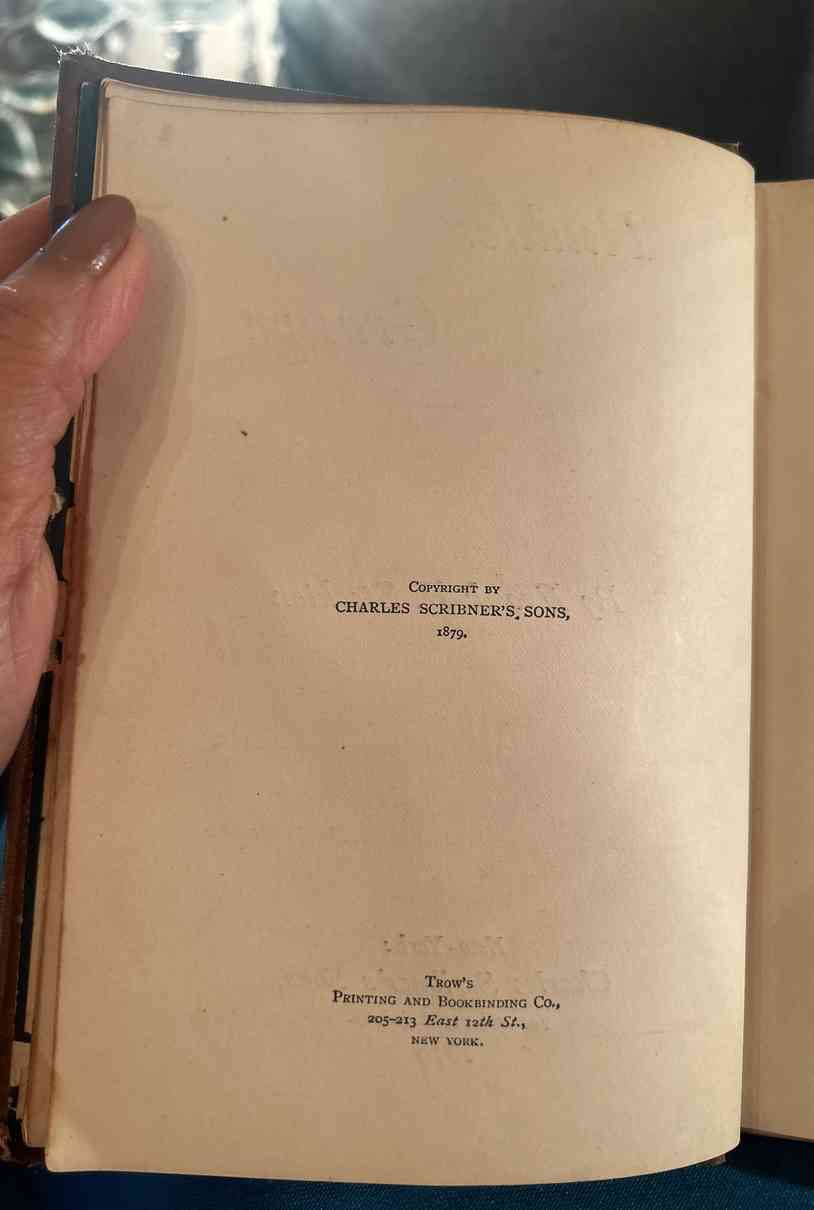 COPYRIGHT BY
CHARLES SCRIBNER'S SONS,
1879.
TROW'S
PRINTING AND BOOKBINDING CO.,
205–213 East 12th St.,
NEW YORK.